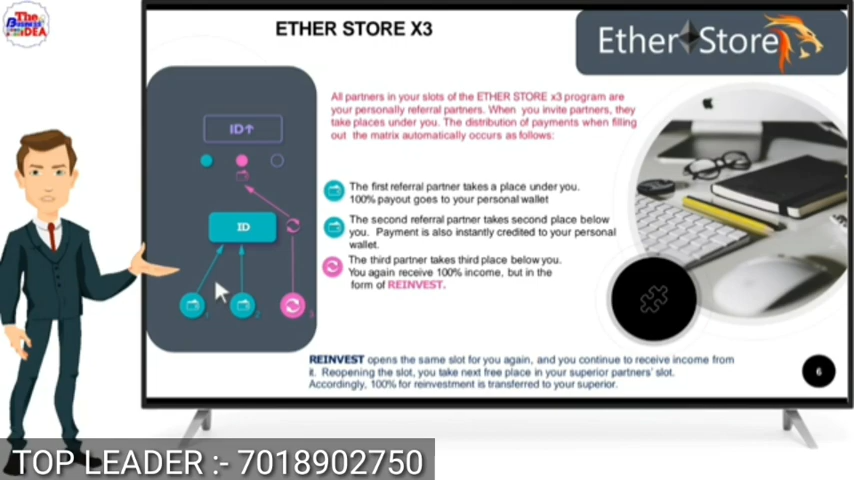 The
Business
IDEA
ETHER STORE X3
Ether Store
All partners in your slots of the ETHER STORE x3 program are
your personally referral partners. When you invite partners, they
take places under you. The distribution of payments when filling
out the matrix automatically occurs as follows:
ID↑
The first referral partner takes a place under you.
100% payout goes to your personal wallet
ID
The second referral partner takes second place below
you. Payment is also instantly credited to your personal
wallet.
The third partner takes third place below you.
You again receive 100% income, but in the
form of REINVEST.
1
2
3
REINVEST opens the same slot for you again, and you continue to receive income from
it. Reopening the slot, you take next free place in your superior partners' slot.
Accordingly, 100% for reinvestment is transferred to your superior.
6
TOP LEADER :- 7018902750